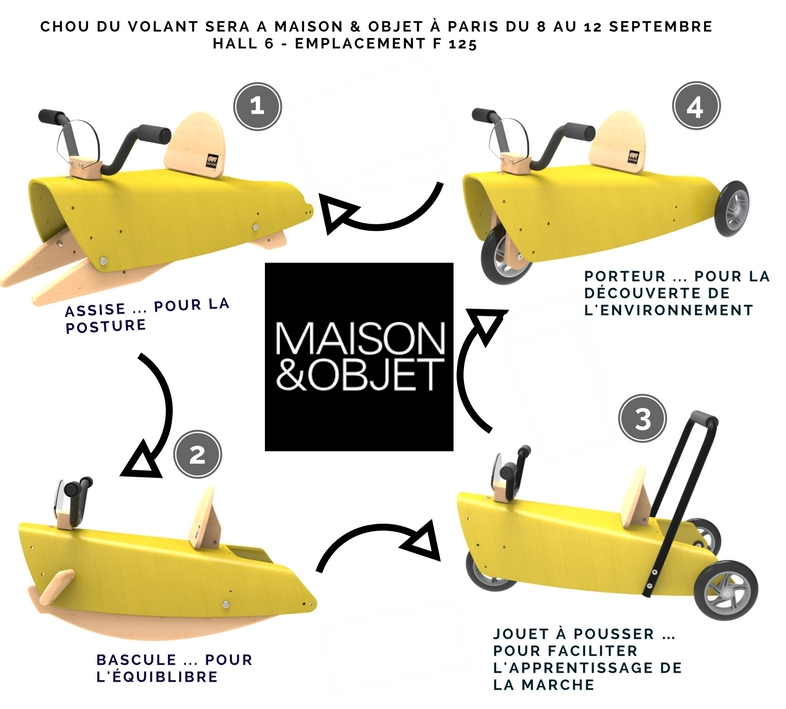 CHOU DU VOLANT SERA A MAISON & OBJET À PARIS DU 8 AU 12 SEPTEMBRE
HALL 6 - EMPLACEMENT F 125
1
4
ASSISE ... POUR LA
POSTURE
PORTEUR ... POUR LA
DÉCOUVERTE DE
L'ENVIRONNEMENT
MAISON
&OBJET
2
3
BASCULE ... POUR
L'ÉQUIBLIBRE
JOUET À POUSSER ...
POUR FACILITER
L'APPRENTISSAGE DE
LA MARCHE